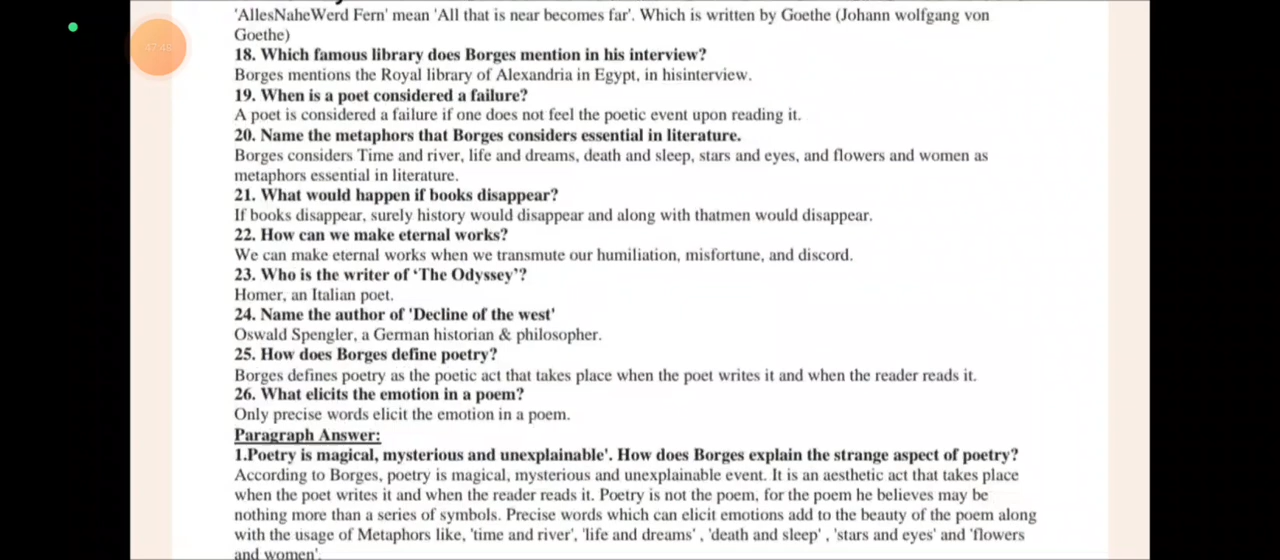 'AllesNaheWerd Fern' mean 'All that is near becomes far'. Which is written by Goethe (Johann wolfgang von
Goethe)
18. Which famous library does Borges mention in his interview?
Borges mentions the Royal library of Alexandria in Egypt, in hisinterview.
19. When is a poet considered a failure?
A poet is considered a failure if one does not feel the poetic event upon reading it.
20. Name the metaphors that Borges considers essential in literature.
Borges considers Time and river, life and dreams, death and sleep, stars and eyes, and flowers and women as
metaphors essential in literature.
21. What would happen if books disappear?
If books disappear, surely history would disappear and along with thatmen would disappear.
22. How can we make eternal works?
We can make eternal works when we transmute our humiliation, misfortune, and discord.
23. Who is the writer of ‘The Odyssey’?
Homer, an Italian poet.
24. Name the author of 'Decline of the west'
Oswald Spengler, a German historian & philosopher.
25. How does Borges define poetry?
Borges defines poetry as the poetic act that takes place when the poet writes it and when the reader reads it.
26. What elicits the emotion in a poem?
Only precise words elicit the emotion in a poem.
Paragraph Answer:
1.Poetry is magical, mysterious and unexplainable'. How does Borges explain the strange aspect of poetry?
According to Borges, poetry is magical, mysterious and unexplainable event. It is an aesthetic act that takes place
when the poet writes it and when the reader reads it. Poetry is not the poem, for the poem he believes may be
nothing more than a series of symbols. Precise words which can elicit emotions add to the beauty of the poem along
with the usage of Metaphors like, 'time and river', 'life and dreams' , 'death and sleep' , 'stars and eyes' and 'flowers
and women'.